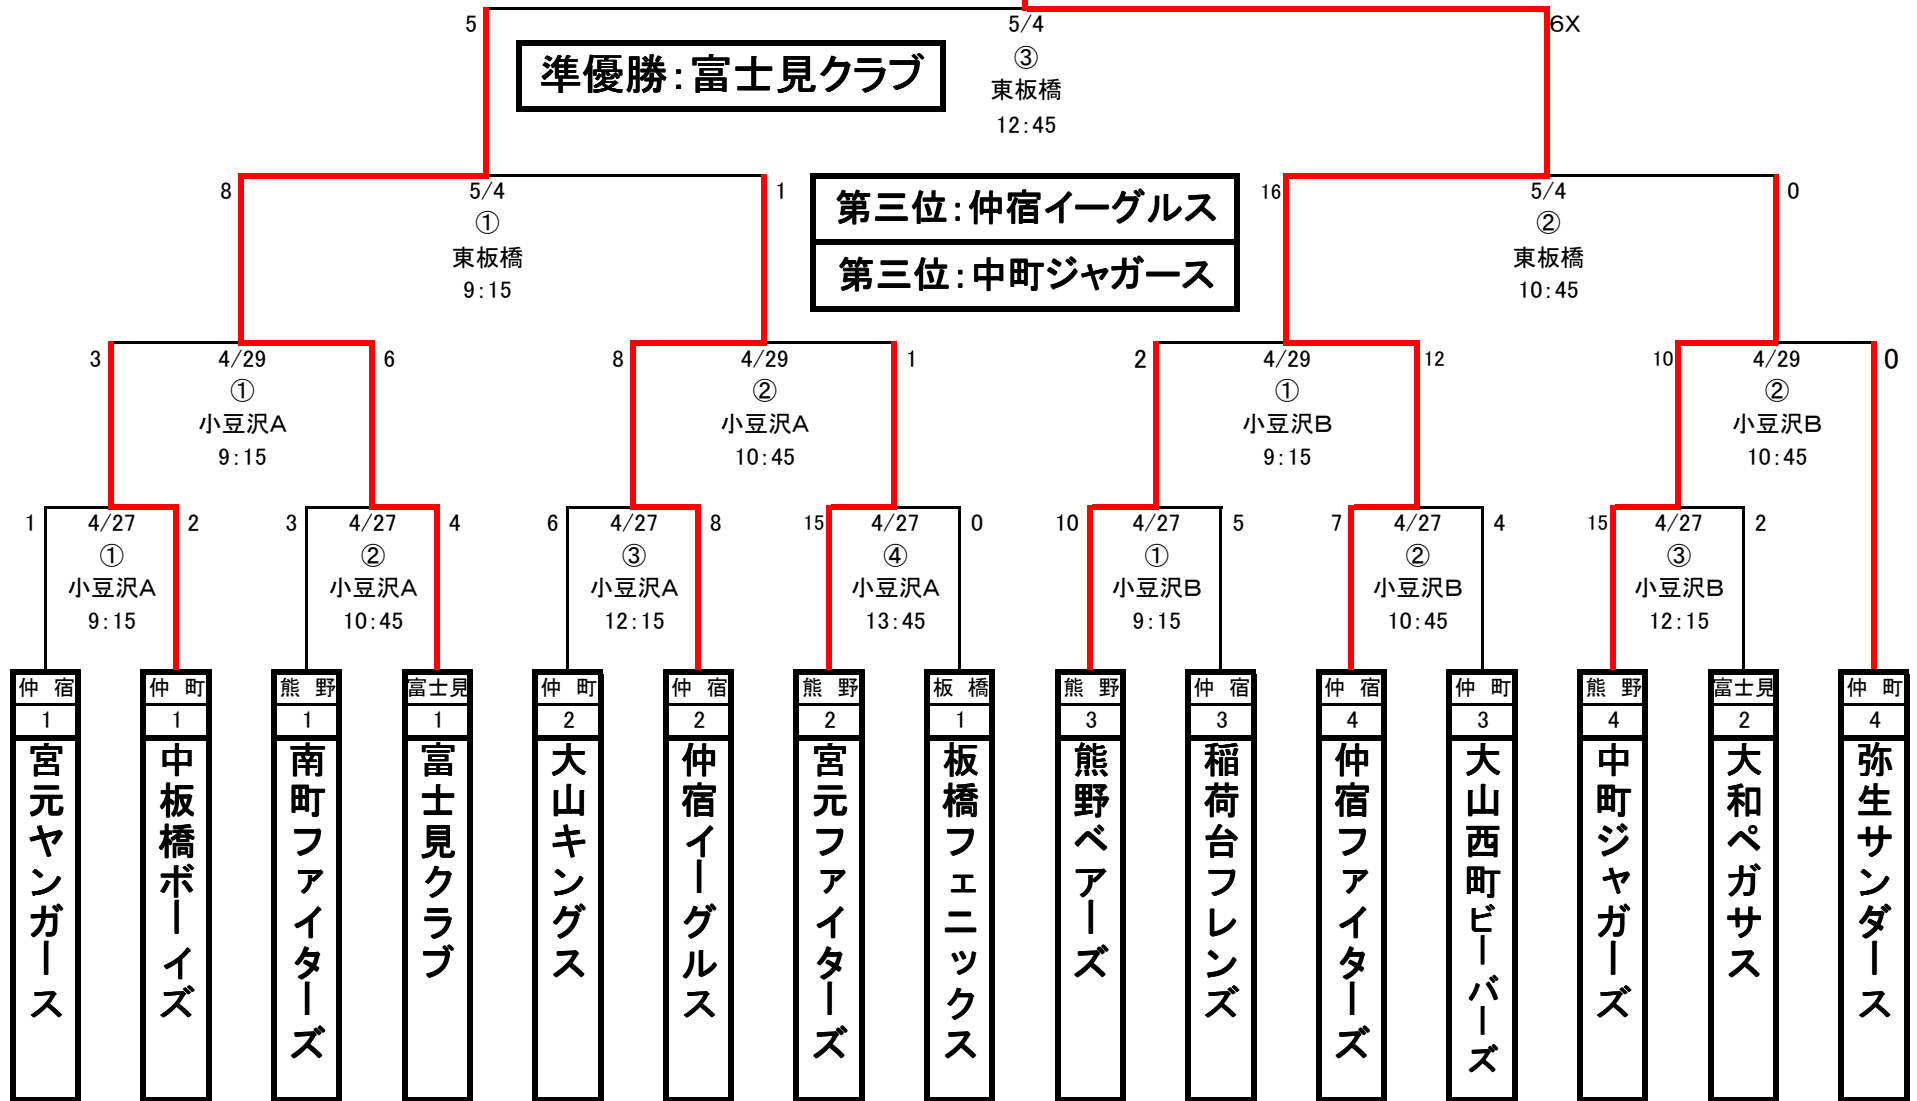 5
5/4
6X
③
東板橋
12:45
準優勝：富士見クラブ
8
5/4
1
①
東板橋
9:15
第三位：仲宿イーグルス
第三位：中町ジャガース
16
5/4
0
②
東板橋
10:45
3
4/29
6
①
小豆沢A
9:15
8
4/29
1
②
小豆沢A
10:45
2
4/29
12
①
小豆沢B
9:15
10
4/29
0
②
小豆沢B
10:45
1
4/27
2
①
小豆沢A
9:15
3
4/27
4
②
小豆沢A
10:45
6
4/27
8
③
小豆沢A
12:15
15
4/27
0
④
小豆沢A
13:45
10
4/27
5
①
小豆沢B
9:15
7
4/27
4
②
小豆沢B
10:45
15
4/27
2
③
小豆沢B
12:15
仲宿
1
宮元ヤンガース
仲町
1
中板橋ボーイズ
熊野
1
南町ファイターズ
富士見
1
富士見クラブ
仲町
2
大山キングス
仲宿
2
仲宿イーグルス
熊野
2
宮元ファイターズ
板橋
1
板橋フェニックス
熊野
3
熊野ベアーズ
仲宿
3
稲荷台フレンズ
仲宿
4
仲宿ファイターズ
仲町
3
大山西町ビーバーズ
熊野
4
中町ジャガーズ
富士見
2
大和ペガサス
仲町
4
弥生サンダース